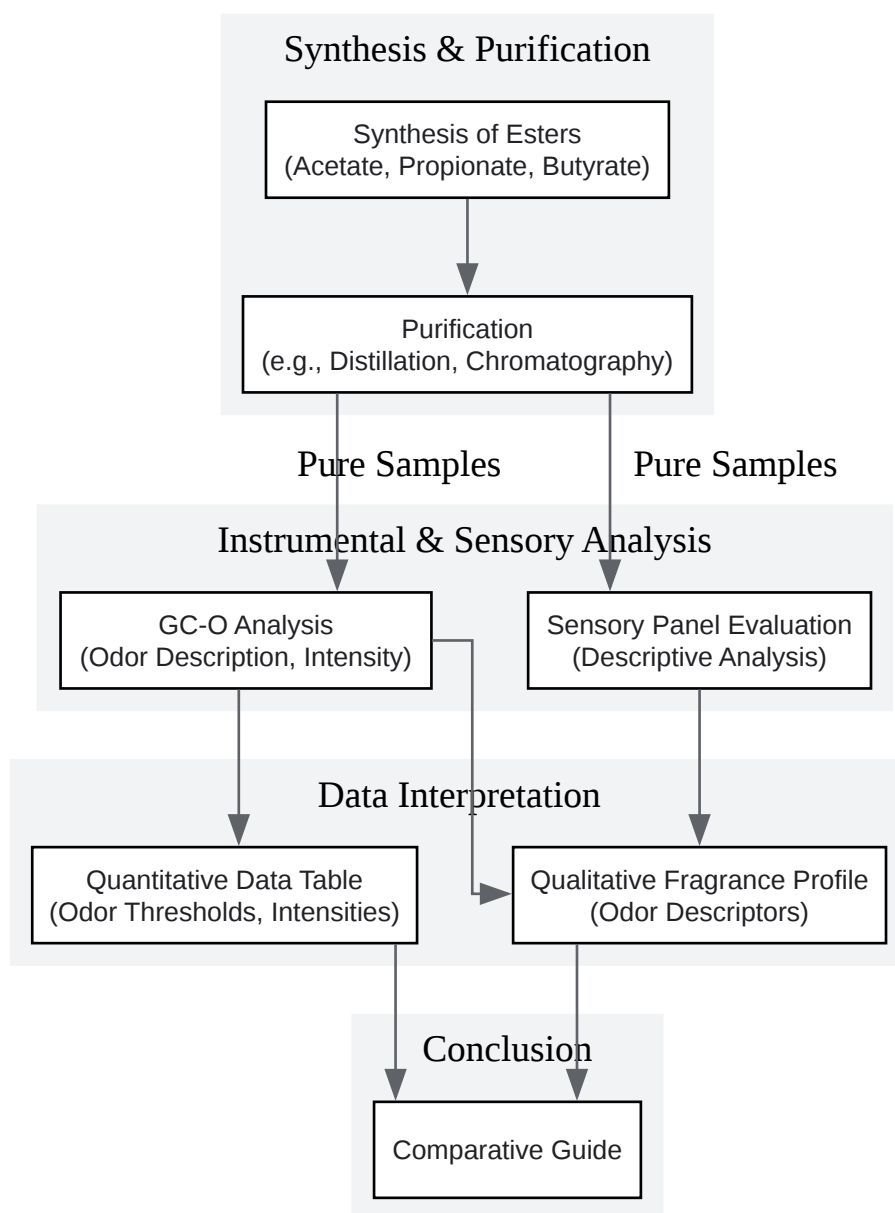 Synthesis & Purification
Synthesis of Esters
(Acetate, Propionate, Butyrate)
Purification
(e.g., Distillation, Chromatography)
Pure Samples
Pure Samples
Instrumental & Sensory Analysis
GC-O Analysis
(Odor Description, Intensity)
Sensory Panel Evaluation
(Descriptive Analysis)
Data Interpretation
Quantitative Data Table
(Odor Thresholds, Intensities)
Qualitative Fragrance Profile
(Odor Descriptors)
Conclusion
Comparative Guide